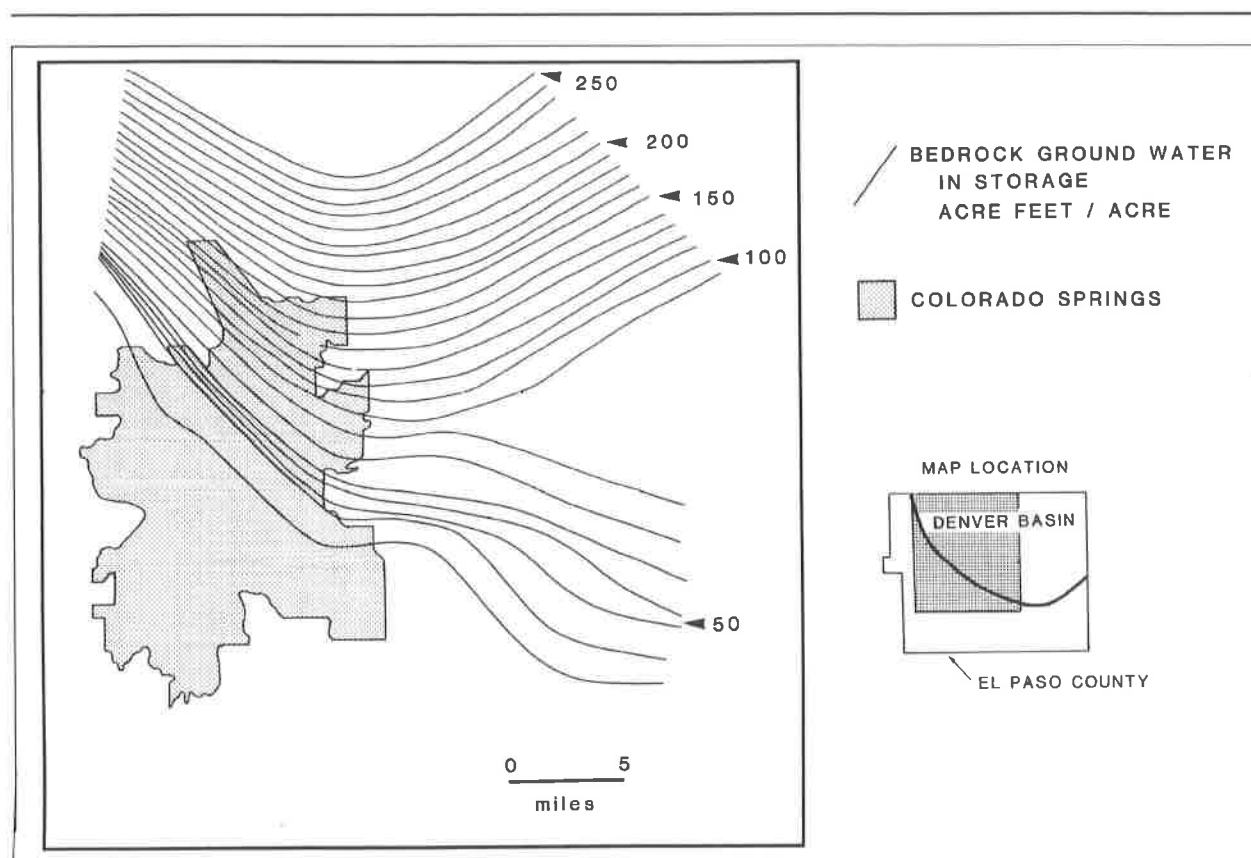 250
200
150
100
50
0 5
miles
BEDROCK GROUND WATER
IN STORAGE
ACRE FEET / ACRE
COLORADO SPRINGS
MAP LOCATION
DENVER BASIN
EL PASO COUNTY